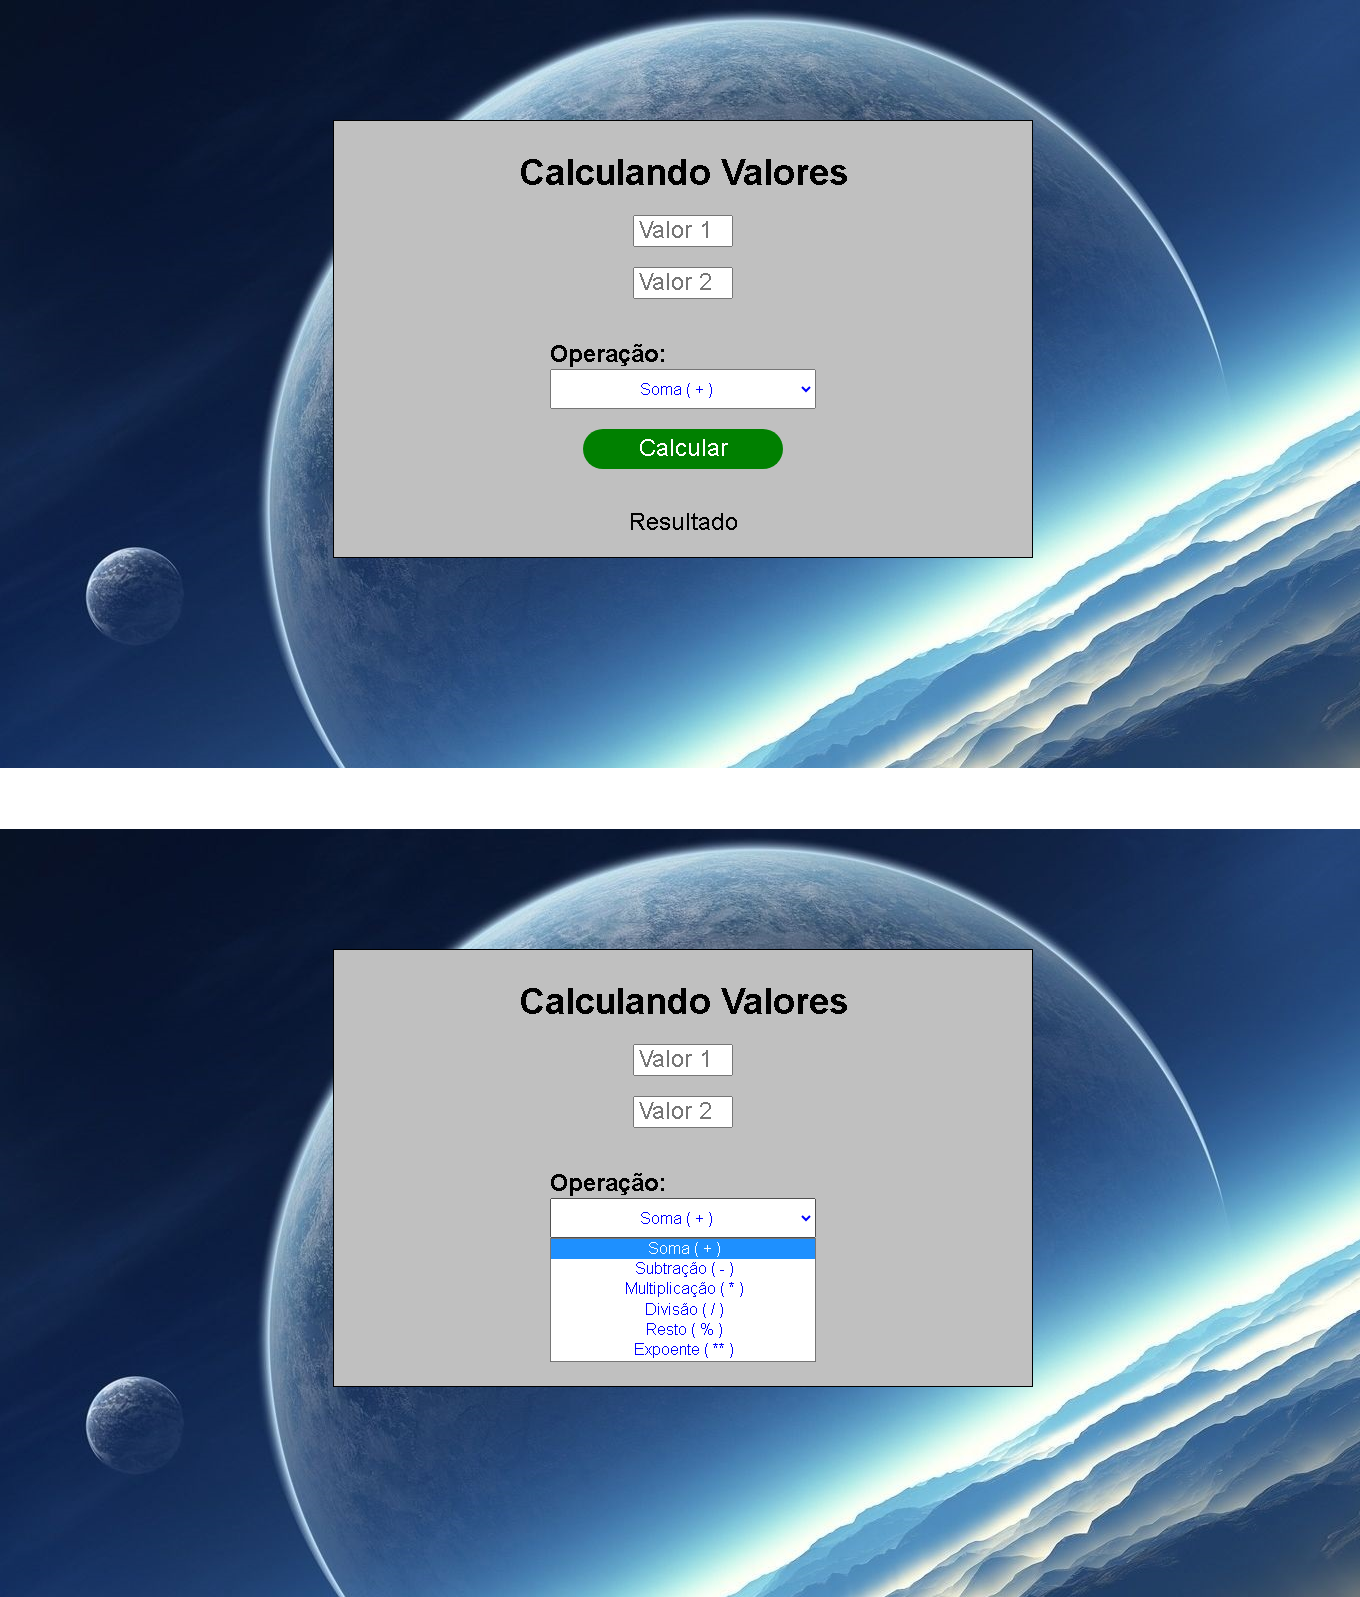 Calculando Valores
Valor 1
Valor 2
Operação:
Soma ( + )
Calcular
Resultado
Calculando Valores
Valor 1
Valor 2
Operação:
Soma ( + )
Soma ( + )
Subtração ( - )
Multiplicação ( * )
Divisão ( / )
Resto ( % )
Expoente ( ** )